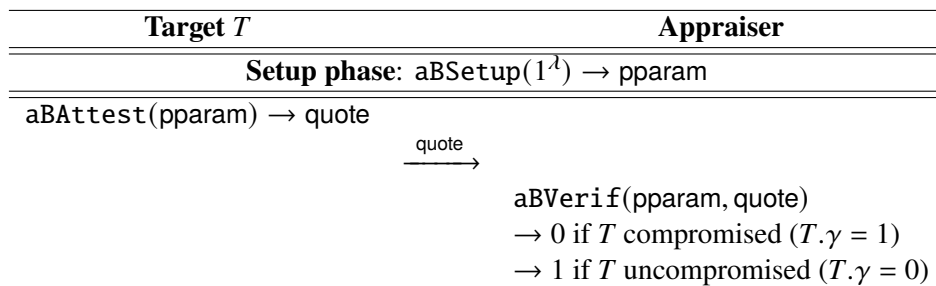 Target T Appraiser
Setup phase: aBSetup(1^λ) → pparam
aBAttest(pparam) → quote
quote
aBVerif(pparam, quote)
→ 0 if T compromised (T.γ = 1)
→ 1 if T uncompromised (T.γ = 0)